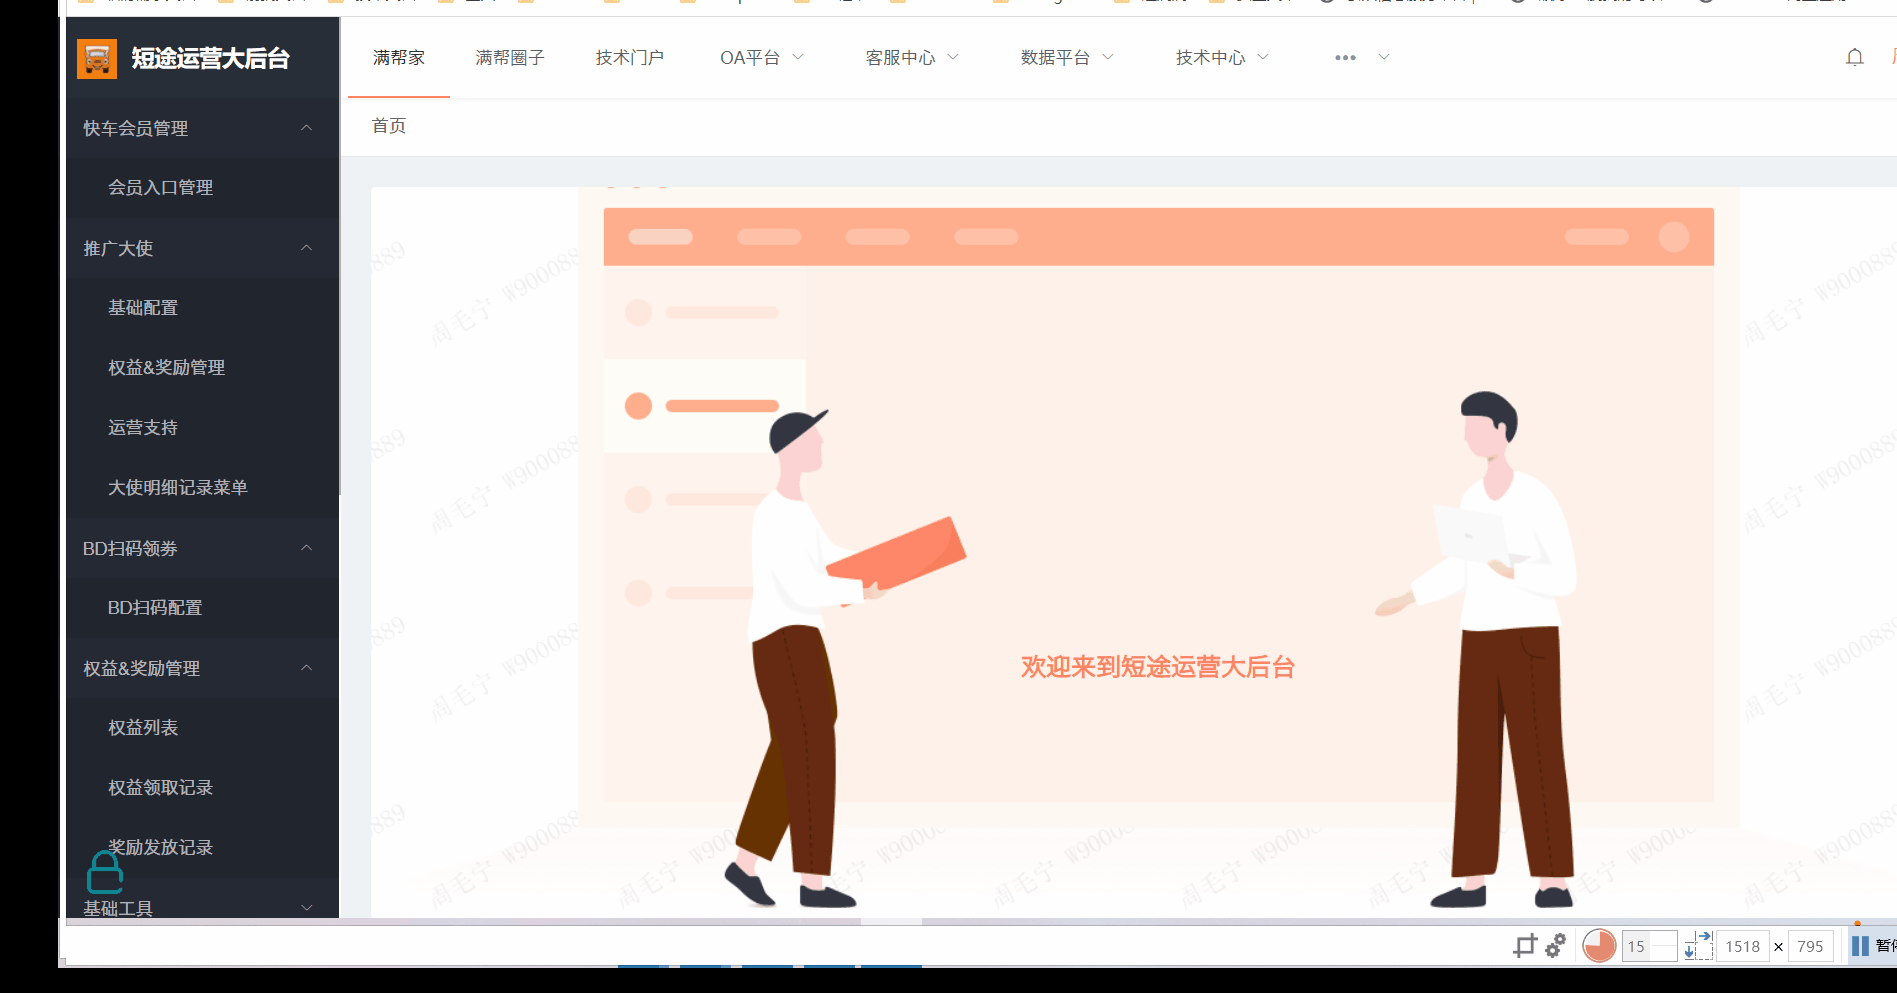 短途运营大后台
满帮家 满帮圈子 技术门户 OA平台 客服中心 数据平台 技术中心 •••
首页
快车会员管理
会员入口管理
推广大使
基础配置
权益&奖励管理
运营支持
大使明细记录菜单
BD扫码领券
BD扫码配置
权益&奖励管理
权益列表
权益领取记录
奖励发放记录
基础工具
欢迎来到短途运营大后台
尚毛宁 W9000889
15 1518 × 795